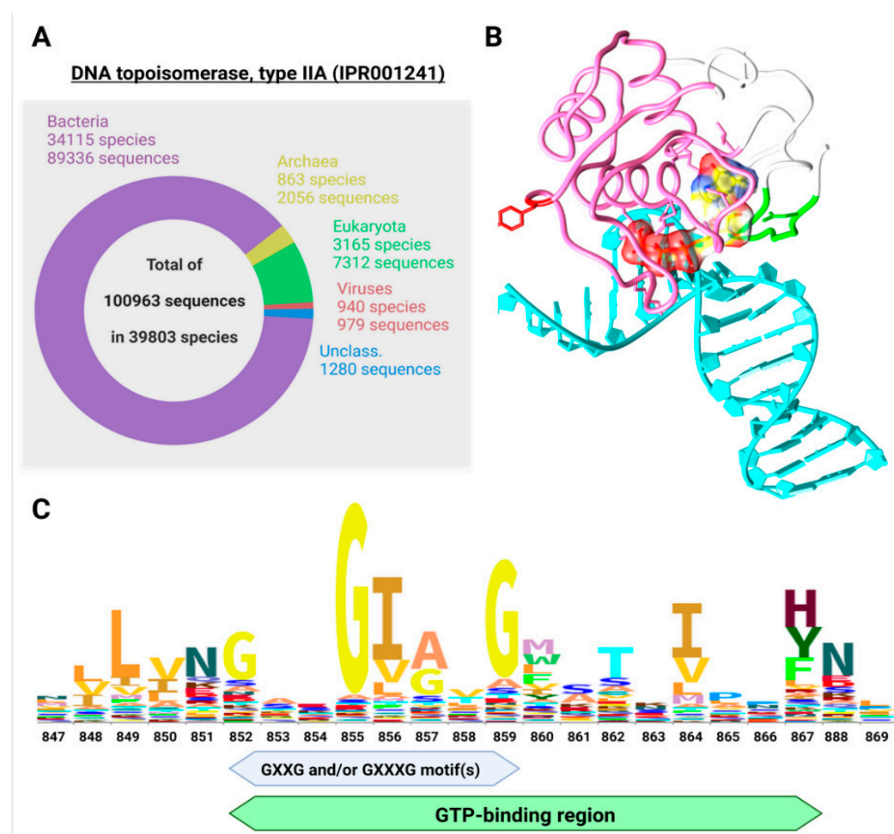 A
DNA topoisomerase, type IIA (IPR001241)
Bacteria
34115 species
89336 sequences
Archaea
863 species
2056 sequences
Eukaryota
3165 species
7312 sequences
Viruses
940 species
979 sequences
Unclass.
1280 sequences
Total of
100963 sequences
in 39803 species
B
C
L V N G G I A G M W T I V H Y F N
847 848 849 850 851 852 853 854 855 856 857 858 859 860 861 862 863 864 865 866 867 888 869
GXXG and/or GXXXG motif(s)
GTP-binding region